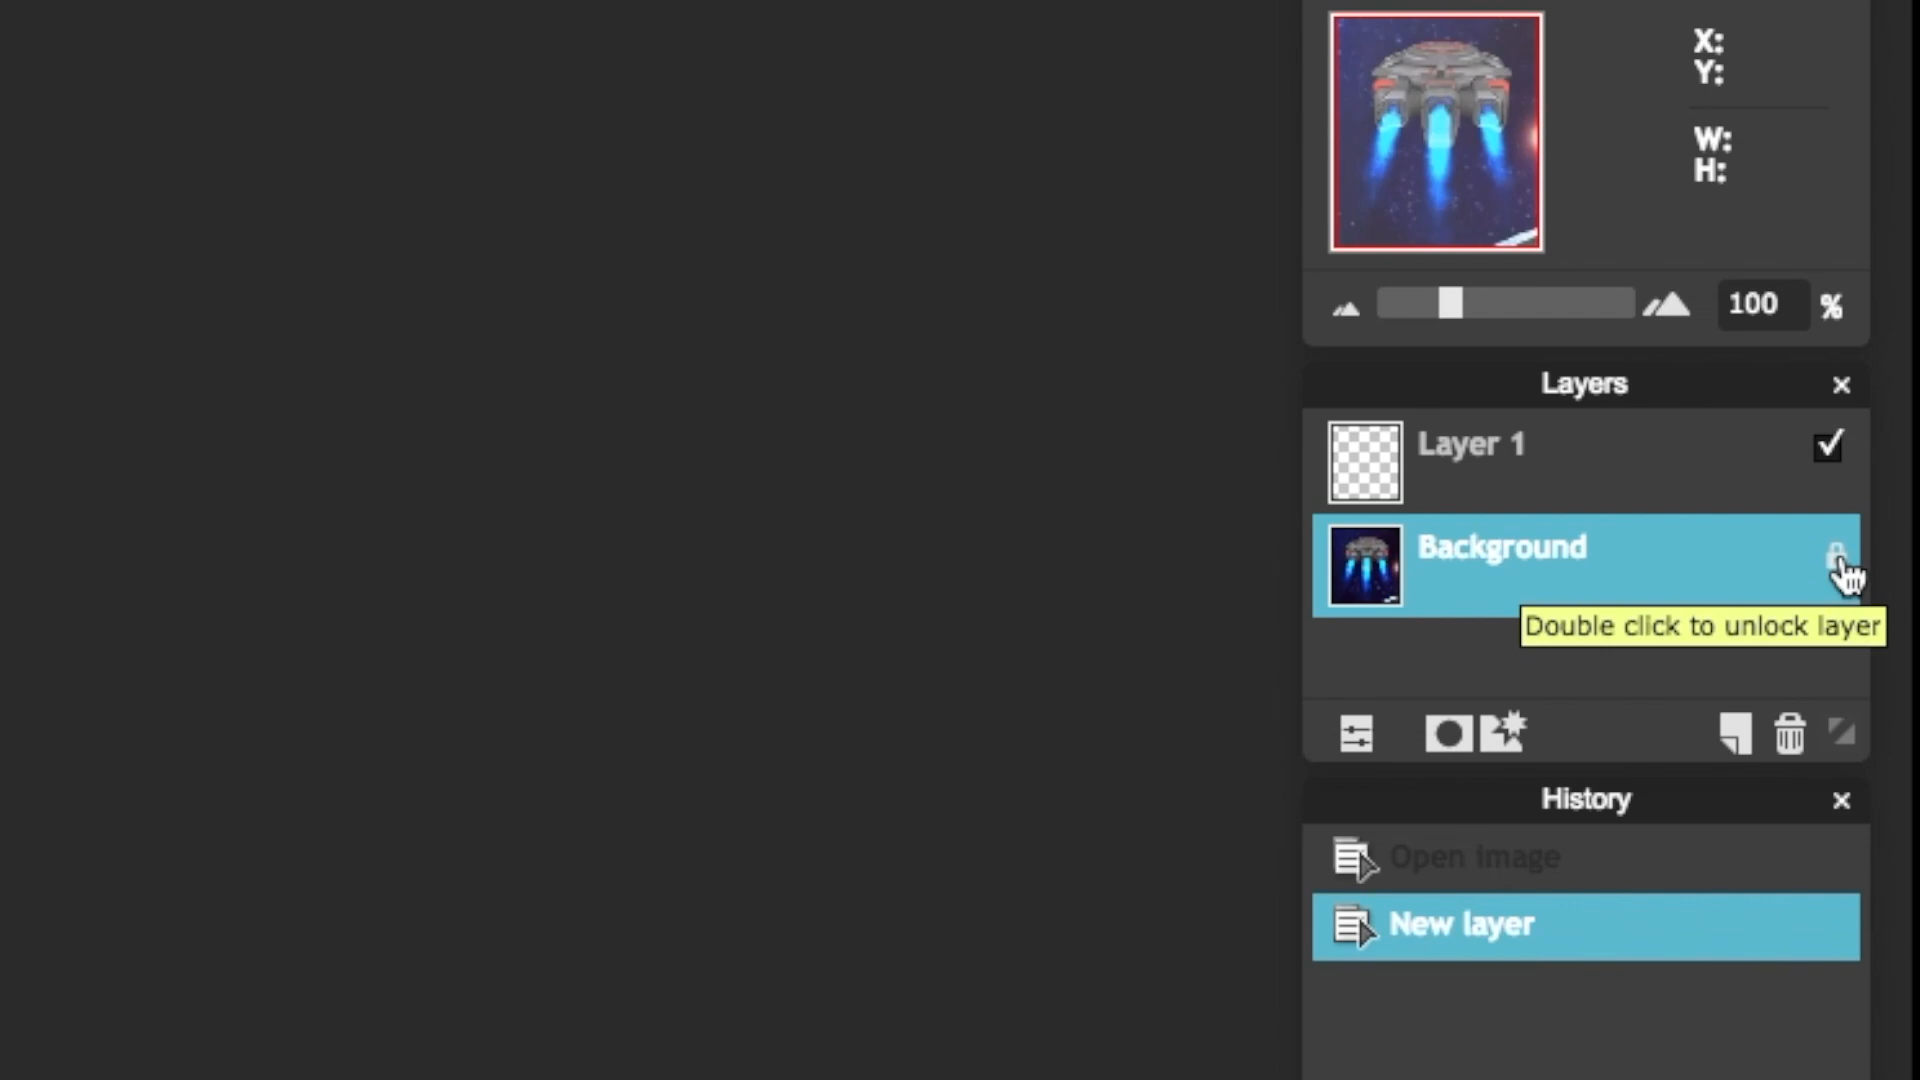 X:
Y:
W:
H:
100 %
Layers
Layer 1
Background
Double click to unlock layer
History
Open image
New layer